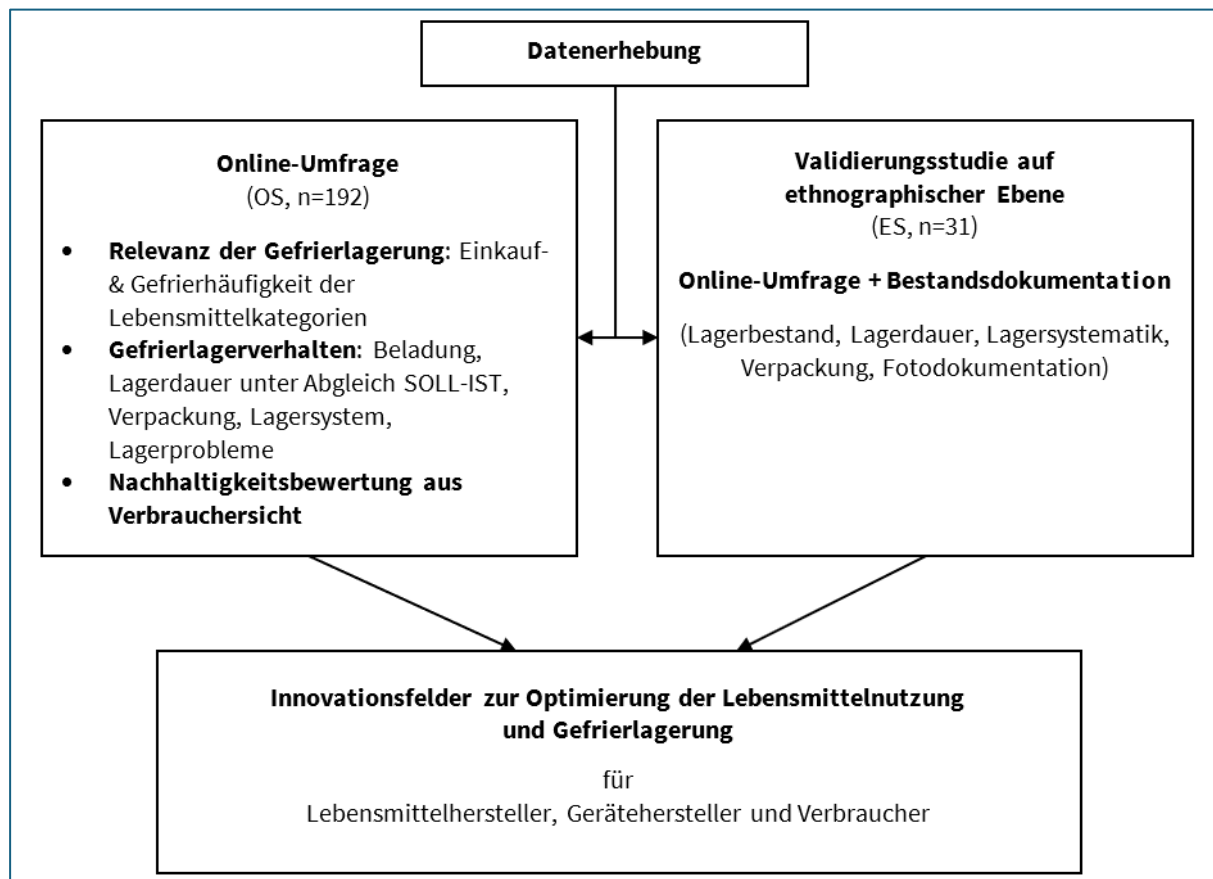 Datenerhebung
Online-Umfrage
(OS, n=192)
• Relevanz der Gefrierlagerung: Einkauf-
& Gefrierhäufigkeit der
Lebensmittelkategorien
• Gefrierlagerverhalten: Beladung,
Lagerdauer unter Abgleich SOLL-IST,
Verpackung, Lagersystem,
Lagerprobleme
• Nachhaltigkeitsbewertung aus
Verbrauchersicht
Validierungsstudie auf
ethnographischer Ebene
(ES, n=31)
Online-Umfrage + Bestandsdokumentation
(Lagerbestand, Lagerdauer, Lagersystematik,
Verpackung, Fotodokumentation)
Innovationsfelder zur Optimierung der Lebensmittelnutzung
und Gefrierlagerung
für
Lebensmittelhersteller, Gerätehersteller und Verbraucher